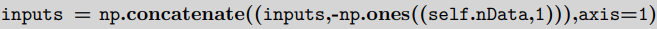 inputs = np.concatenate((inputs,-np.ones((self.nData,1))),axis=1)